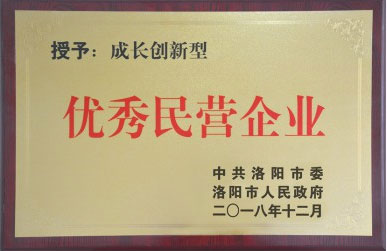 授予：成长创新型
优秀民营企业
中共洛阳市委
洛阳市人民政府
二〇一八年十二月